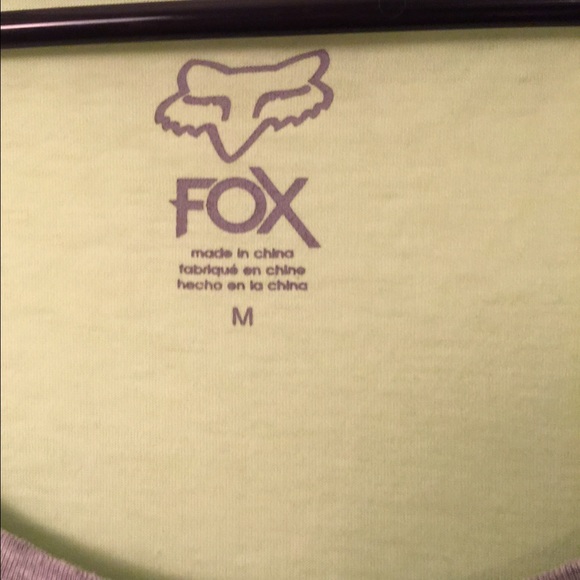 FOX
made in china
fabriqué en chine
hecho en la china
M